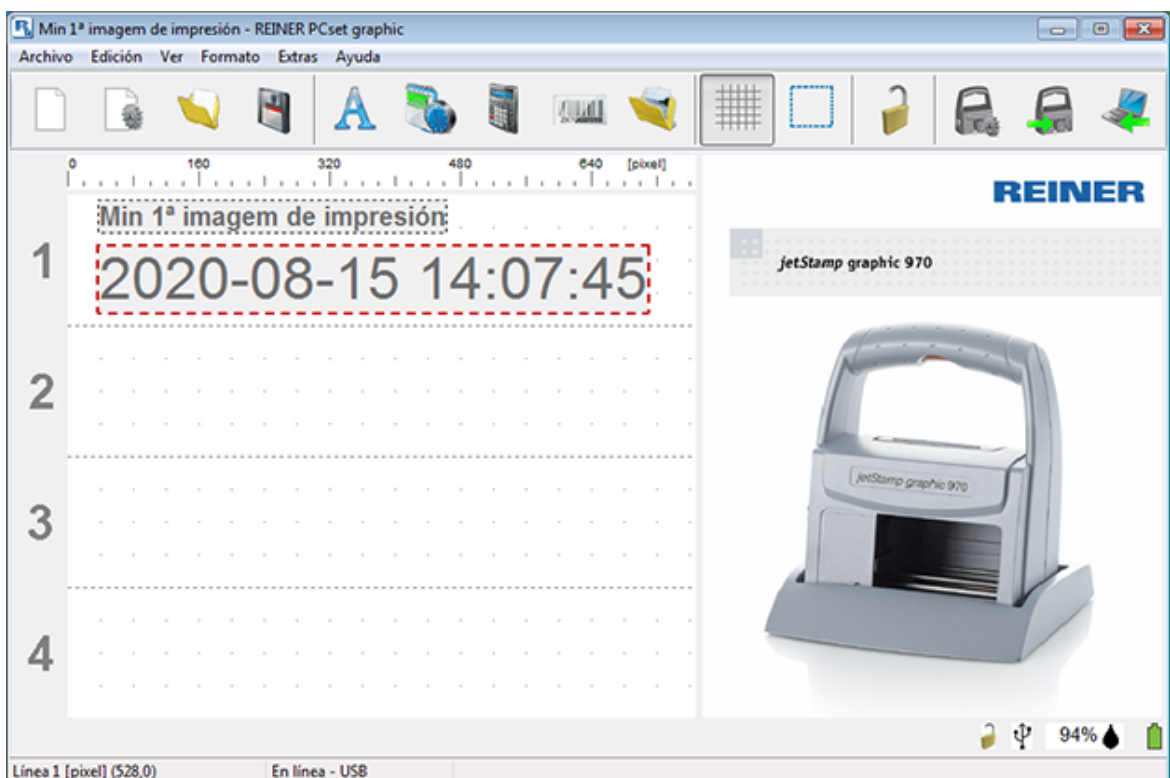 Min 1ª imagem de impresión - REINER PCset graphic
Archivo Edición Ver Formato Extras Ayuda
0 160 320 480 640 [pixel]
REINER
Min 1ª imagem de impresión
1
2020-08-15 14:07:45
jetStamp graphic 970
2
jetStamp graphic 970
3
4
94%
Línea 1 [pixel] (528,0) En línea - USB